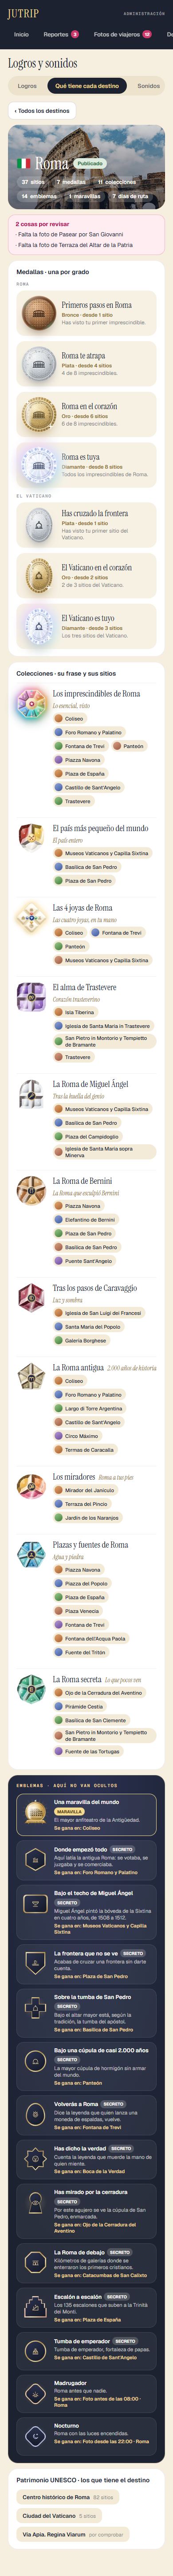 JUTRIP
ADMINISTRACIÓN
Inicio Reportes 3 Fotos de viajeros 12 De
Logros y sonidos
Logros Qué tiene cada destino Sonidos
‹ Todos los destinos
Roma Publicado
37 sitios 7 medallas 11 colecciones
14 emblemas 1 maravillas 7 días de ruta
2 cosas por revisar
· Falta la foto de Pasear por San Giovanni
· Falta la foto de Terraza del Altar de la Patria
Medallas · una por grado
ROMA
Primeros pasos en Roma
Bronce · desde 1 sitio
Has visto tu primer imprescindible.
Roma te atrapa
Plata · desde 4 sitios
4 de 8 imprescindibles.
Roma en el corazón
Oro · desde 6 sitios
6 de 8 imprescindibles.
Roma es tuya
Diamante · desde 8 sitios
Todos los imprescindibles de Roma.
EL VATICANO
Has cruzado la frontera
Plata · desde 1 sitio
Has visto tu primer sitio del
Vaticano.
El Vaticano en el corazón
Oro · desde 2 sitios
2 de 3 sitios del Vaticano.
El Vaticano es tuyo
Diamante · desde 3 sitios
Los tres sitios del Vaticano.
Colecciones · su frase y sus sitios
Los imprescindibles de Roma
Lo esencial, visto
Coliseo
Foro Romano y Palatino
Fontana de Trevi Panteón
Piazza Navona
Plaza de España
Castillo de Sant'Angelo
Trastevere
El país más pequeño del mundo
El país entero
Museos Vaticanos y Capilla Sixtina
Basílica de San Pedro
Plaza de San Pedro
Las 4 joyas de Roma
Las cuatro joyas, en tu mano
Coliseo Fontana de Trevi
Panteón
Museos Vaticanos y Capilla Sixtina
El alma de Trastevere
Corazón trasteverino
Isla Tiberina
Iglesia de Santa Maria in Trastevere
San Pietro in Montorio y Tempietto
de Bramante
Trastevere
La Roma de Miguel Ángel
Tras la huella del genio
Museos Vaticanos y Capilla Sixtina
Basílica de San Pedro
Plaza del Campidoglio
Iglesia de Santa Maria sopra
Minerva
La Roma de Bernini
La Roma que esculpió Bernini
Piazza Navona
Elefantino de Bernini
Plaza de San Pedro
Basílica de San Pedro
Puente Sant'Angelo
Tras los pasos de Caravaggio
Luz y sombra
Iglesia de San Luigi dei Francesi
Santa Maria del Popolo
Galería Borghese
La Roma antigua 2.000 años de historia
Coliseo
Foro Romano y Palatino
Largo di Torre Argentina
Castillo de Sant'Angelo
Circo Máximo
Termas de Caracalla
Los miradores Roma a tus pies
Mirador del Janículo
Terraza del Pincio
Jardín de los Naranjos
Plazas y fuentes de Roma
Agua y piedra
Piazza Navona
Piazza del Popolo
Plaza de España
Plaza Venecia
Fontana de Trevi
Fontana dell'Acqua Paola
Fuente del Tritón
La Roma secreta Lo que pocos ven
Ojo de la Cerradura del Aventino
Pirámide Cestia
Basílica de San Clemente
San Pietro in Montorio y Tempietto
de Bramante
Fuente de las Tortugas
EMBLEMAS · AQUÍ NO VAN OCULTOS
Una maravilla del mundo
MARAVILLA
El mayor anfiteatro de la Antigüedad.
Se gana en: Coliseo
Donde empezó todo SECRETO
Aquí latía la antigua Roma: se votaba, se
juzgaba y se comerciaba.
Se gana en: Foro Romano y Palatino
Bajo el techo de Miguel Ángel
SECRETO
Miguel Ángel pintó la bóveda de la Sixtina
en cuatro años, de 1508 a 1512.
Se gana en: Museos Vaticanos y Capilla
Sixtina
La frontera que no se ve SECRETO
Acabas de cruzar una frontera sin darte
cuenta.
Se gana en: Plaza de San Pedro
Sobre la tumba de San Pedro
SECRETO
Bajo el altar mayor está, según la
tradición, la tumba del apóstol.
Se gana en: Basílica de San Pedro
Bajo una cúpula de casi 2.000 años
SECRETO
La mayor cúpula de hormigón sin armar
del mundo.
Se gana en: Panteón
Volverás a Roma SECRETO
Dice la leyenda que quien lanza una
moneda de espaldas, vuelve.
Se gana en: Fontana de Trevi
Has dicho la verdad SECRETO
Cuenta la leyenda que muerde la mano de
quien miente.
Se gana en: Boca de la Verdad
Has mirado por la cerradura
SECRETO
Por este agujero se ve la cúpula de San
Pedro, enmarcada.
Se gana en: Ojo de la Cerradura del
Aventino
La Roma de debajo SECRETO
Kilómetros de galerías donde se
enterraron los primeros cristianos.
Se gana en: Catacumbas de San Calixto
Escalón a escalón SECRETO
Los 135 escalones que suben a la Trinità
dei Monti.
Se gana en: Plaza de España
Tumba de emperador SECRETO
Tumba de emperador, fortaleza de papas.
Se gana en: Castillo de Sant'Angelo
Madrugador
Roma antes que nadie.
Se gana en: Foto antes de las 08:00 ·
Roma
Nocturno
Roma con las luces encendidas.
Se gana en: Foto desde las 22:00 · Roma
Patrimonio UNESCO · los que tiene el destino
Centro histórico de Roma 92 sitios
Ciudad del Vaticano 5 sitios
Vía Apia. Regina Viarum por comprobar